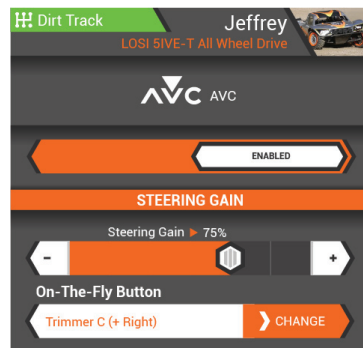 Dirt Track
Jeffrey
LOSI 5IVE-T All Wheel Drive
AVC AVC
ENABLED
STEERING GAIN
Steering Gain ▶ 75%
- +
On-The-Fly Button
Trimmer C (+ Right) CHANGE